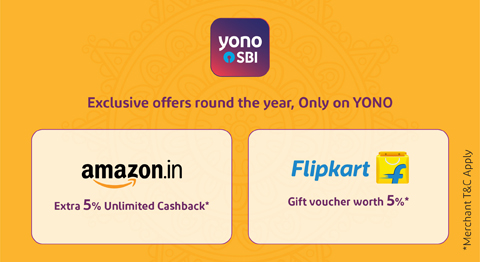 yono
SBI
Exclusive offers round the year, Only on YONO
amazon.in
Extra 5% Unlimited Cashback*
Flipkart
Gift voucher worth 5%*
*Merchant T&C Apply